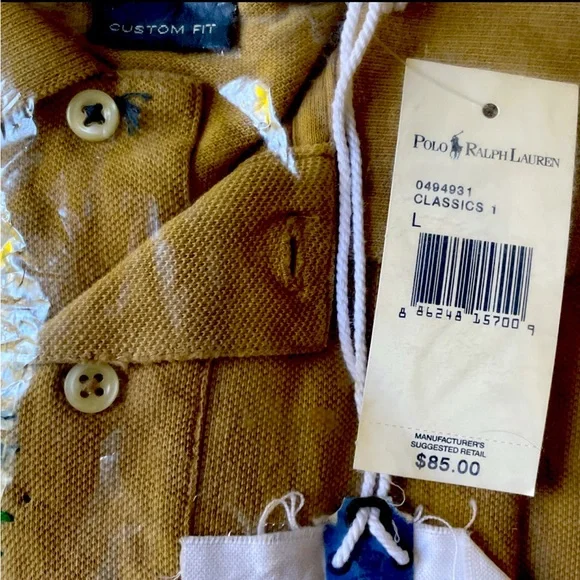 CUSTOM FIT
POLO RALPH LAUREN
0494931
CLASSICS 1
L
8 86248 15700 9
MANUFACTURER'S
SUGGESTED RETAIL
$85.00